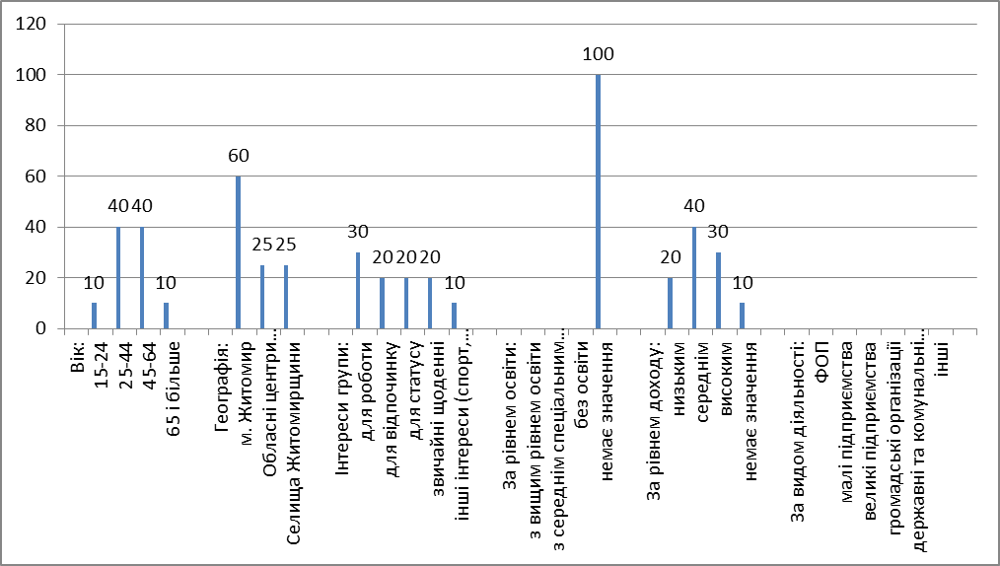 120
100
80
60
40
20
0
10
40
40
10
60
25
25
30
20
20
20
10
100
20
40
30
10
Вік:
15-24
25-44
45-64
65 і більше
Географія:
м. Житомир
Обласні центри…
Селища Житомирщини
Інтереси групи:
для роботи
для відпочинку
для статусу
звичайні щоденні
інші інтереси (спорт,…
За рівнем освіти:
з вищим рівнем освіти
з середнім спеціальним…
без освіти
немає значення
За рівнем доходу:
низьким
середнім
високим
немає значення
За видом діяльності:
ФОП
малі підприємства
великі підприємства
громадські організації
державні та комунальні…
інші